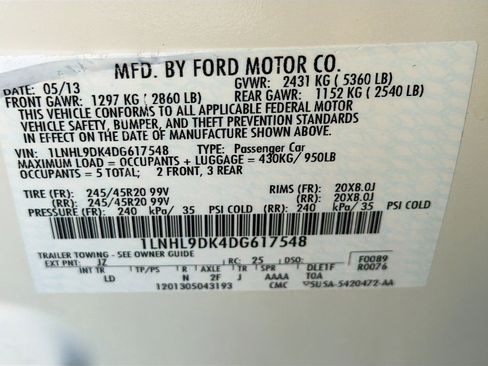 MFD. BY FORD MOTOR CO.
DATE: 05/13 GVWR: 2431 KG ( 5360 LB)
FRONT GAWR: 1297 KG ( 2860 LB) REAR GAWR: 1152 KG ( 2540 LB)
THIS VEHICLE CONFORMS TO ALL APPLICABLE FEDERAL MOTOR
VEHICLE SAFETY, BUMPER, AND THEFT PREVENTION STANDARDS
IN EFFECT ON THE DATE OF MANUFACTURE SHOWN ABOVE.
VIN: 1LNHL9DK4DG617548 TYPE: Passenger Car
MAXIMUM LOAD = OCCUPANTS + LUGGAGE = 430KG/ 950LB
OCCUPANTS = 5 TOTAL; 2 FRONT, 3 REAR
TIRE (FR): 245/45R20 99V RIMS (FR): 20X8.0J
(RR): 245/45R20 99V (RR): 20X8.0J
PRESSURE (FR): 240 kPa/ 35 PSI COLD (RR): 240 kPa/ 35 PSI COLD
1LNHL9DK4DG617548
TRAILER TOWING - SEE OWNER GUIDE
EXT PNT: JZ RC: 25 DSO: F0089
INT TR TP/PS R AXLE TR SPR DLE1F R0076
LD N 2F J AAAA TOA
1201305043193 CMC 5U5A-5420472-AA